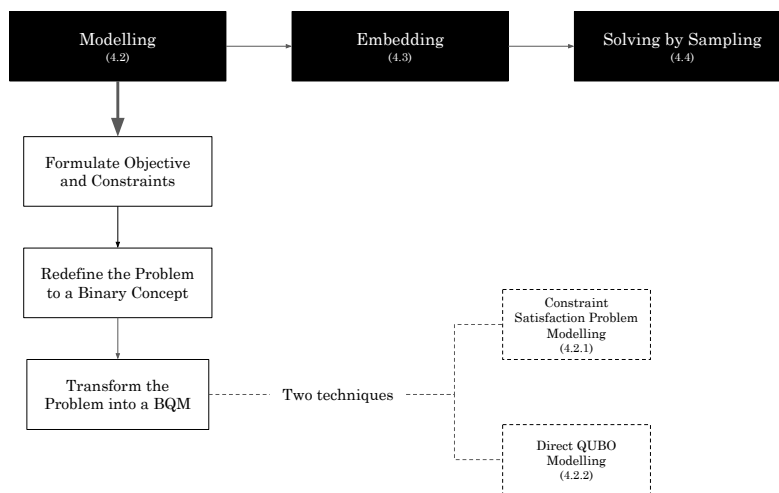 Modelling
(4.2)
Embedding
(4.3)
Solving by Sampling
(4.4)
Formulate Objective
and Constraints
Redefine the Problem
to a Binary Concept
Transform the
Problem into a BQM
Two techniques
Constraint
Satisfaction Problem
Modelling
(4.2.1)
Direct QUBO
Modelling
(4.2.2)